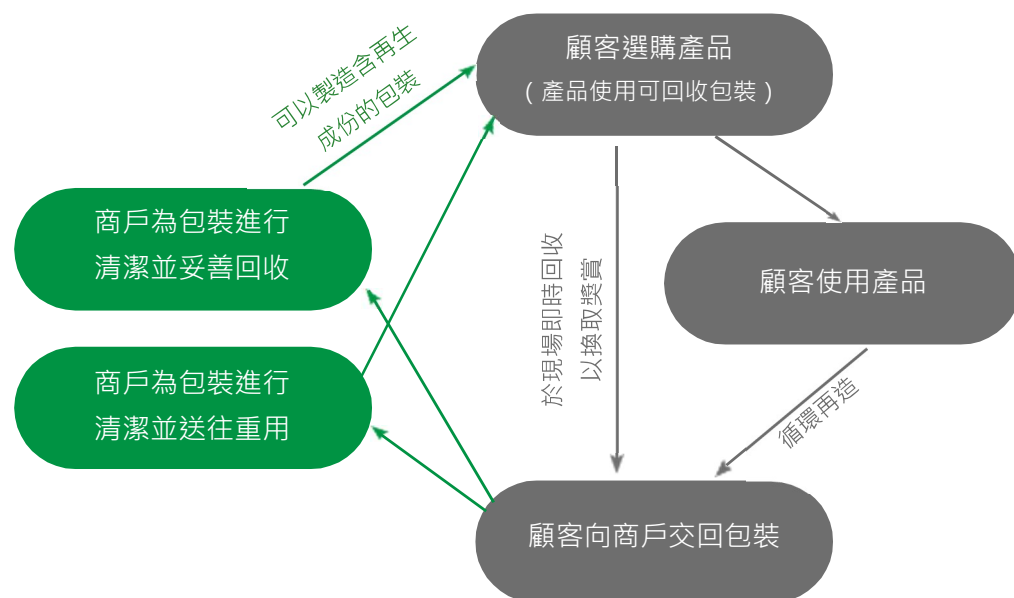 顧客選購產品
(產品使用可回收包裝)
可以製造含再生
成份的包裝
商戶為包裝進行
清潔並妥善回收
顧客使用產品
於現場即時回收
以換取獎賞
商戶為包裝進行
清潔並送往重用
循環再造
顧客向商戶交回包裝